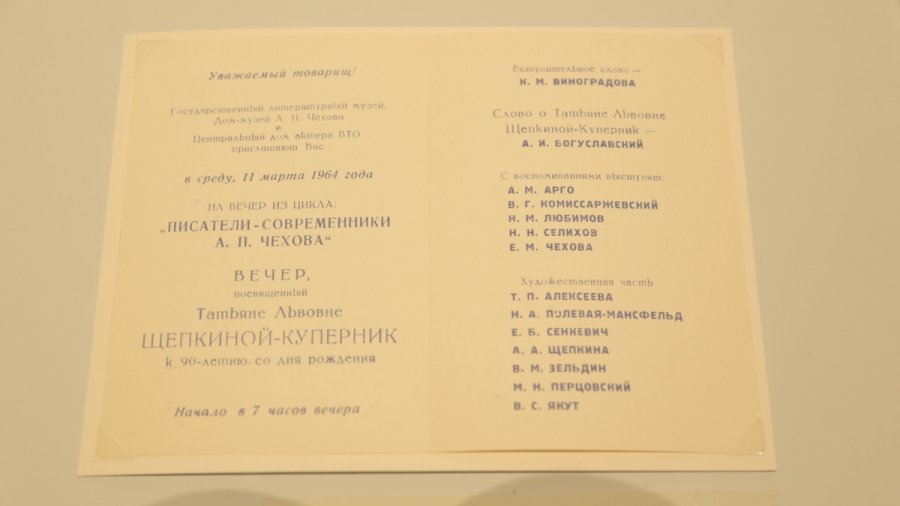 Уважаемый товарищ!
Государственный литературный музей,
Дом-музей А. П. Чехова
и
Центральный дом актера ВТО
приглашают Вас
в среду, 11 марта 1964 года
НА ВЕЧЕР ИЗ ЦИКЛА:
„ПИСАТЕЛИ-СОВРЕМЕННИКИ
А. П. ЧЕХОВА“
ВЕЧЕР,
посвященный
Татьяне Львовне
ЩЕПКИНОЙ-КУПЕРНИК
к 90-летию со дня рождения
Начало в 7 часов вечера
Вступительное слово —
К. М. ВИНОГРАДОВА
Слово о Татьяне Львовне
Щепкиной-Куперник —
А. И. БОГУСЛАВСКИЙ
С воспоминаниями выступят:
А. М. АРГО
В. Г. КОМИССАРЖЕВСКИЙ
Н. М. ЛЮБИМОВ
Н. Н. СЕЛИХОВ
Е. М. ЧЕХОВА
Художественная часть
Т. П. АЛЕКСЕЕВА
Н. А. ПОЛЕВАЯ-МАНСФЕЛЬД
Е. Б. СЕНКЕВИЧ
А. А. ЩЕПКИНА
В. М. ЗЕЛЬДИН
М. Н. ПЕРЦОВСКИЙ
В. С. ЯКУТ